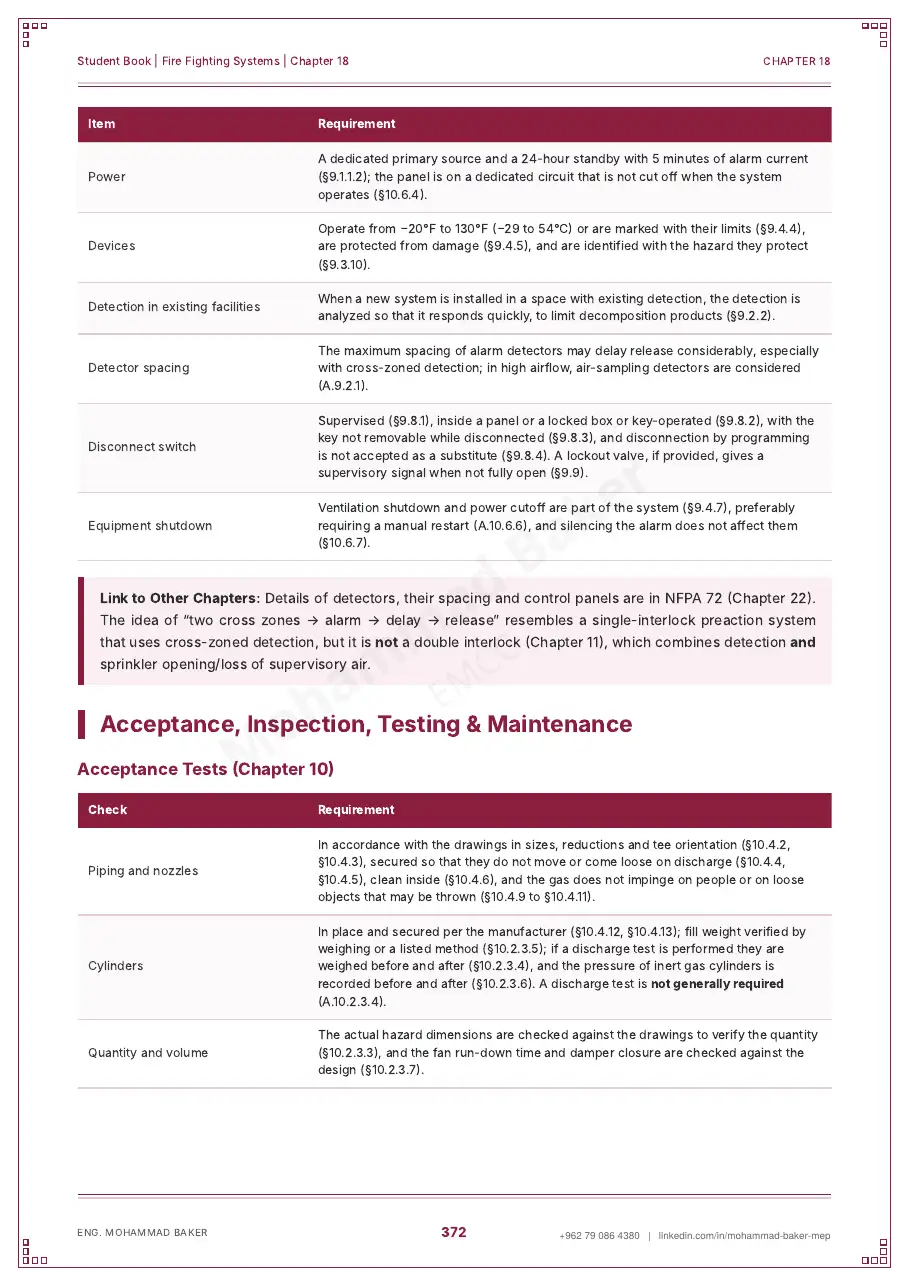 Student Book | Fire Fighting Systems | Chapter 18
CHAPTER 18
Item
Requirement
Power
A dedicated primary source and a 24-hour standby with 5 minutes of alarm current
(§9.1.1.2); the panel is on a dedicated circuit that is not cut off when the system
operates (§10.6.4).
Devices
Operate from −20°F to 130°F (−29 to 54°C) or are marked with their limits (§9.4.4),
are protected from damage (§9.4.5), and are identified with the hazard they protect
(§9.3.10).
Detection in existing facilities
When a new system is installed in a space with existing detection, the detection is
analyzed so that it responds quickly, to limit decomposition products (§9.2.2).
Detector spacing
The maximum spacing of alarm detectors may delay release considerably, especially
with cross-zoned detection; in high airflow, air-sampling detectors are considered
(A.9.2.1).
Disconnect switch
Supervised (§9.8.1), inside a panel or a locked box or key-operated (§9.8.2), with the
key not removable while disconnected (§9.8.3), and disconnection by programming
is not accepted as a substitute (§9.8.4). A lockout valve, if provided, gives a
supervisory signal when not fully open (§9.9).
Equipment shutdown
Ventilation shutdown and power cutoff are part of the system (§9.4.7), preferably
requiring a manual restart (A.10.6.6), and silencing the alarm does not affect them
(§10.6.7).
Link to Other Chapters: Details of detectors, their spacing and control panels are in NFPA 72 (Chapter 22).
The idea of “two cross zones → alarm → delay → release” resembles a single-interlock preaction system
that uses cross-zoned detection, but it is not a double interlock (Chapter 11), which combines detection and
sprinkler opening/loss of supervisory air.
Mohammad Baker
EMCC
Acceptance, Inspection, Testing & Maintenance
Acceptance Tests (Chapter 10)
Check
Requirement
Piping and nozzles
In accordance with the drawings in sizes, reductions and tee orientation (§10.4.2,
§10.4.3), secured so that they do not move or come loose on discharge (§10.4.4,
§10.4.5), clean inside (§10.4.6), and the gas does not impinge on people or on loose
objects that may be thrown (§10.4.9 to §10.4.11).
Cylinders
In place and secured per the manufacturer (§10.4.12, §10.4.13); fill weight verified by
weighing or a listed method (§10.2.3.5); if a discharge test is performed they are
weighed before and after (§10.2.3.4), and the pressure of inert gas cylinders is
recorded before and after (§10.2.3.6). A discharge test is not generally required
(A.10.2.3.4).
Quantity and volume
The actual hazard dimensions are checked against the drawings to verify the quantity
(§10.2.3.3), and the fan run-down time and damper closure are checked against the
design (§10.2.3.7).
ENG. MOHAMMAD BAKER
372
+962 79 086 4380 | linkedin.com/in/mohammad-baker-mep